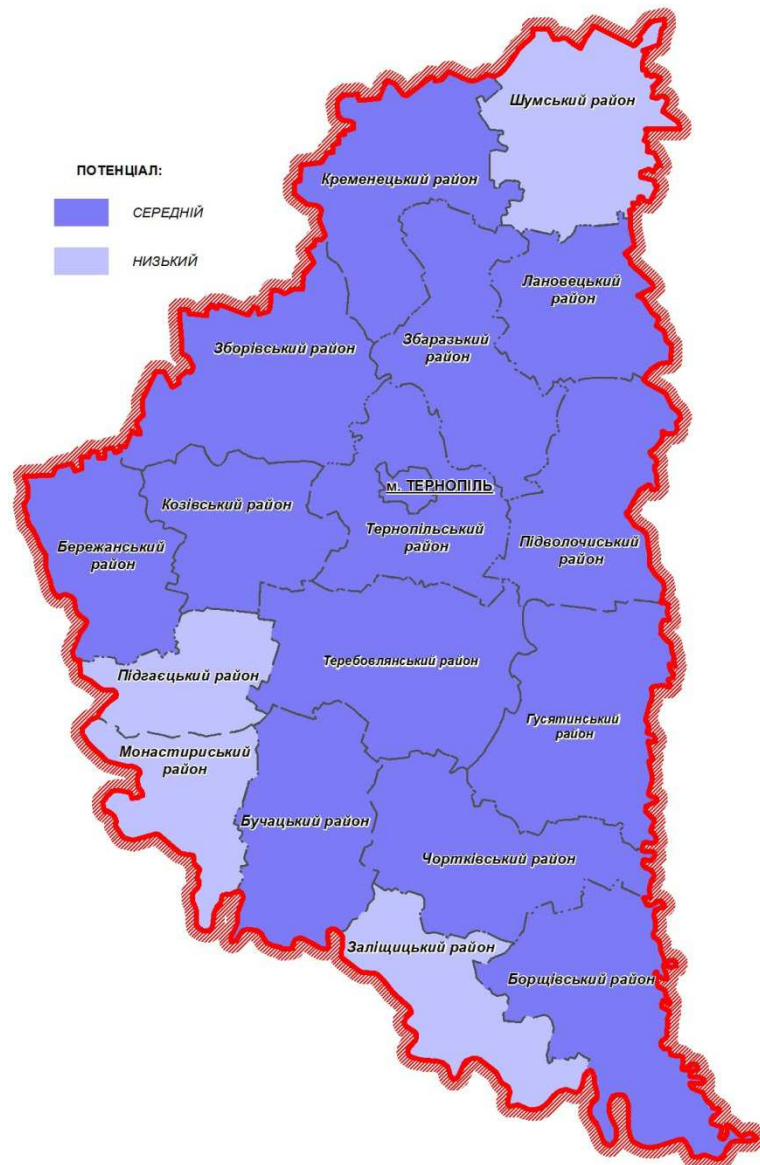 Шумський район
ПОТЕНЦІАЛ:
СЕРЕДНІЙ
НИЗЬКИЙ
Кременецький район
Лановецький
район
Зборівський район
Збаразький
район
м. ТЕРНОПІЛЬ
Козівський район
Тернопільський
район
Підволочиський
район
Бережанський
район
Теребовлянський район
Підгаєцький район
Гусятинський
район
Монастириський
район
Бучацький район
Чортківський район
Заліщицький район
Борщівський район